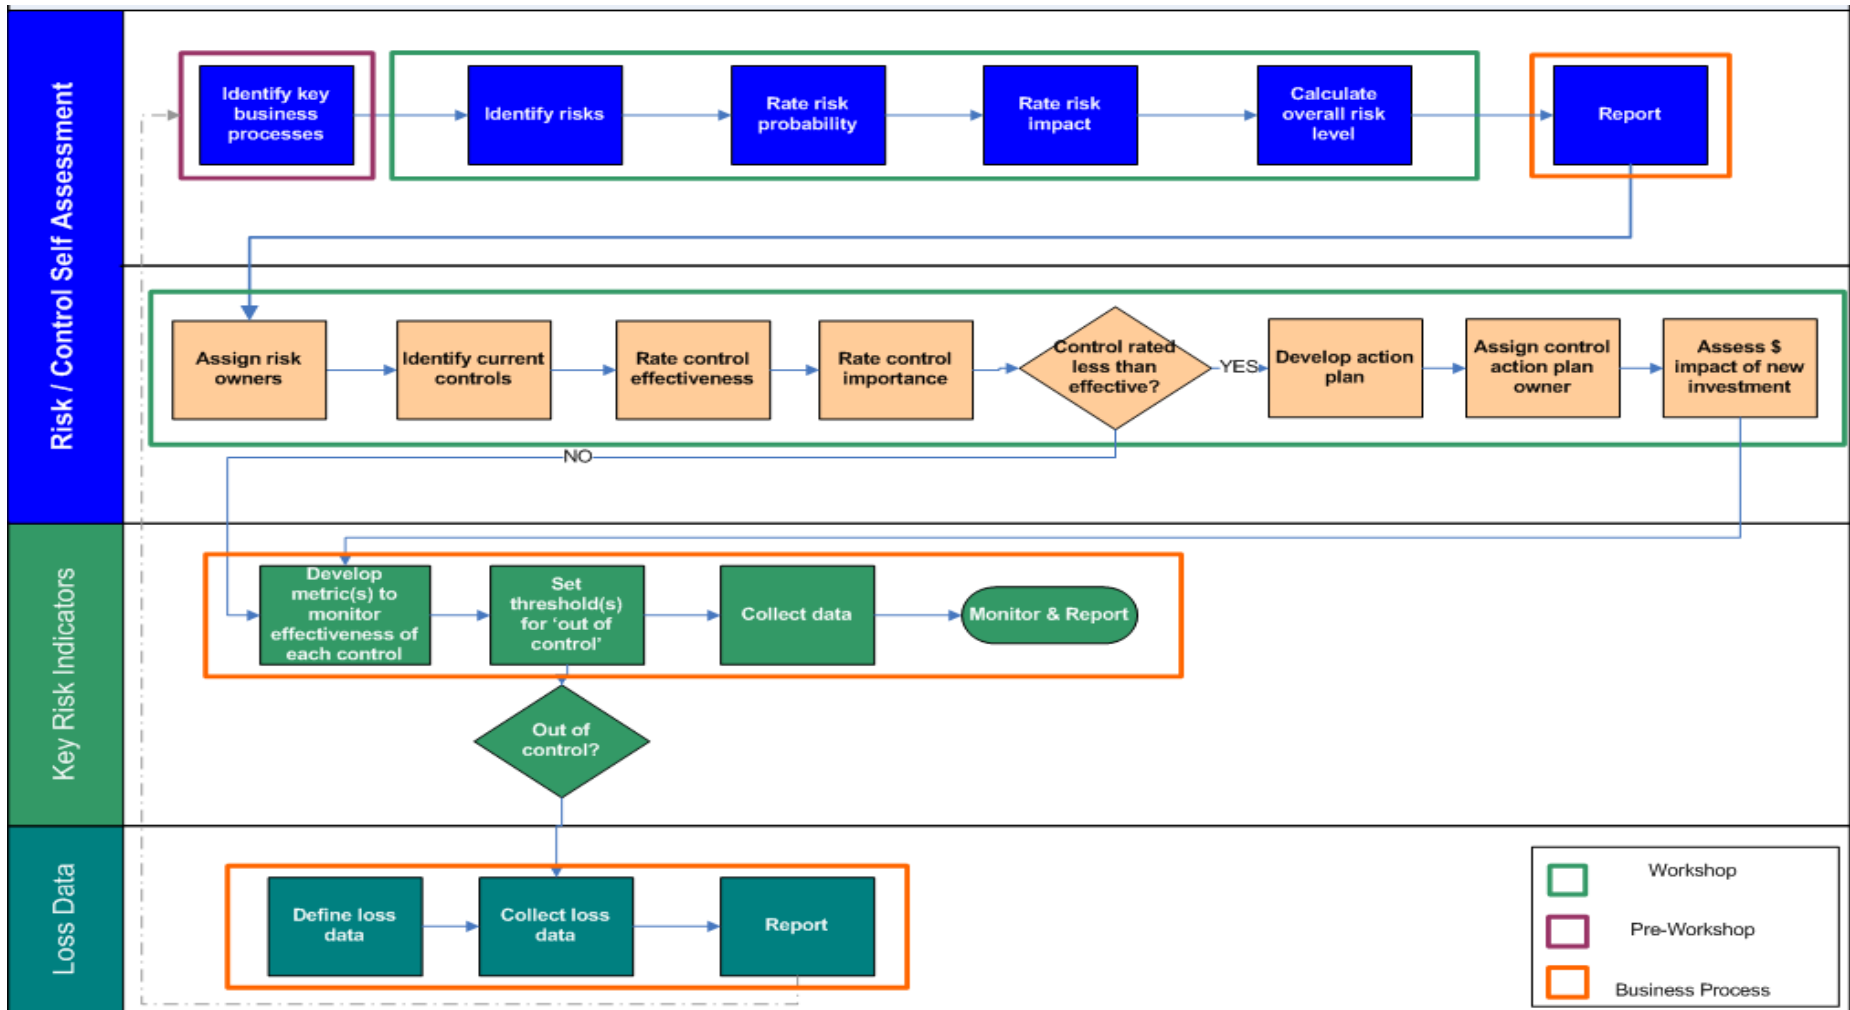 Risk / Control Self Assessment
Identify key
business
processes
Identify risks
Rate risk
probability
Rate risk
impact
Calculate
overall risk
level
Report
Assign risk
owners
Identify current
controls
Rate control
effectiveness
Rate control
importance
Control rated
less than
effective?
YES
Develop action
plan
Assign control
action plan
owner
Assess $
impact of new
investment
NO
Key Risk Indicators
Develop
metric(s) to
monitor
effectiveness of
each control
Set
threshold(s)
for ‘out of
control’
Collect data
Monitor & Report
Out of
control?
Loss Data
Define loss
data
Collect loss
data
Report
Workshop
Pre-Workshop
Business Process